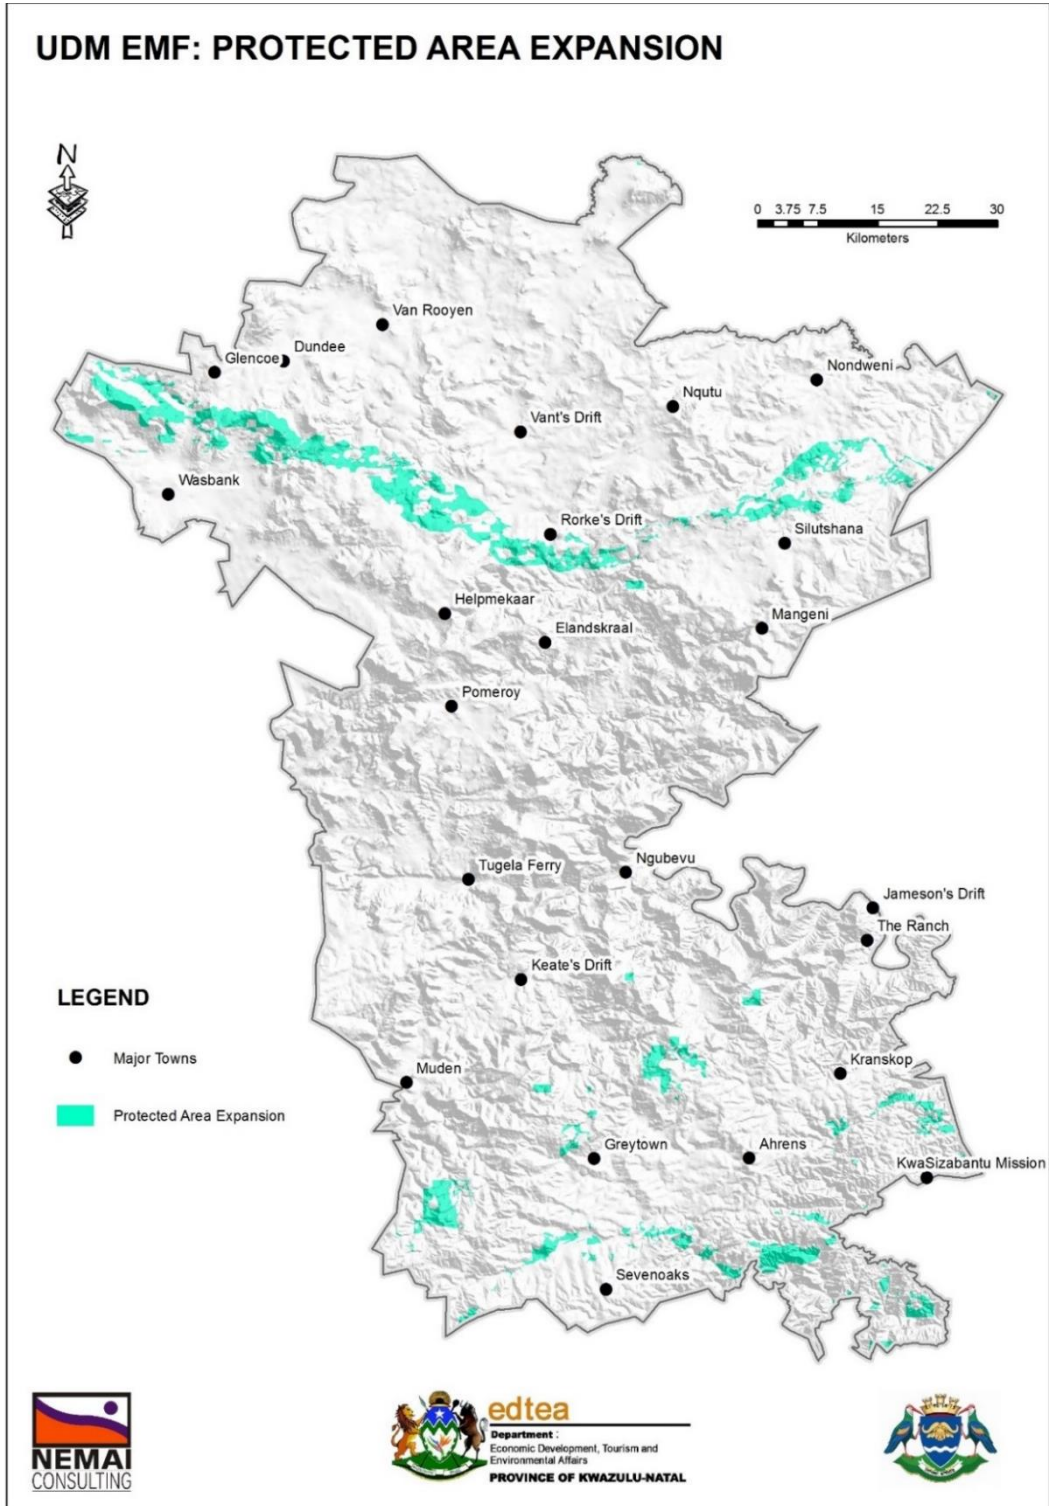 UDM EMF: PROTECTED AREA EXPANSION
N
0 3.75 7.5 15 22.5 30
Kilometers
Van Rooyen
Dundee
Glencoe
Nondweni
Nqutu
Vant's Drift
Wasbank
Rorke's Drift
Silutshana
Helpmekaar
Mangeni
Elandskraal
Pomeroy
Ngubevu
Tugela Ferry
Jameson's Drift
The Ranch
Keate's Drift
Kranskop
Muden
Greytown
Ahrens
KwaSizabantu Mission
Sevenoaks
LEGEND
Major Towns
Protected Area Expansion
NEMAI
CONSULTING
edtea
Department :
Economic Development, Tourism and
Environmental Affairs
PROVINCE OF KWAZULU-NATAL